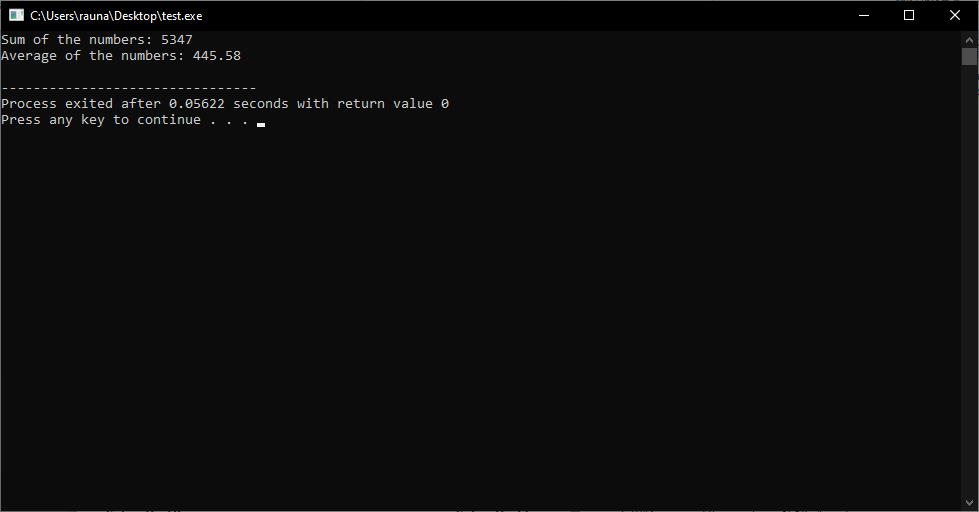 C:\Users\rauna\Desktop\test.exe
Sum of the numbers: 5347
Average of the numbers: 445.58
--------------------------------
Process exited after 0.05622 seconds with return value 0
Press any key to continue . . .